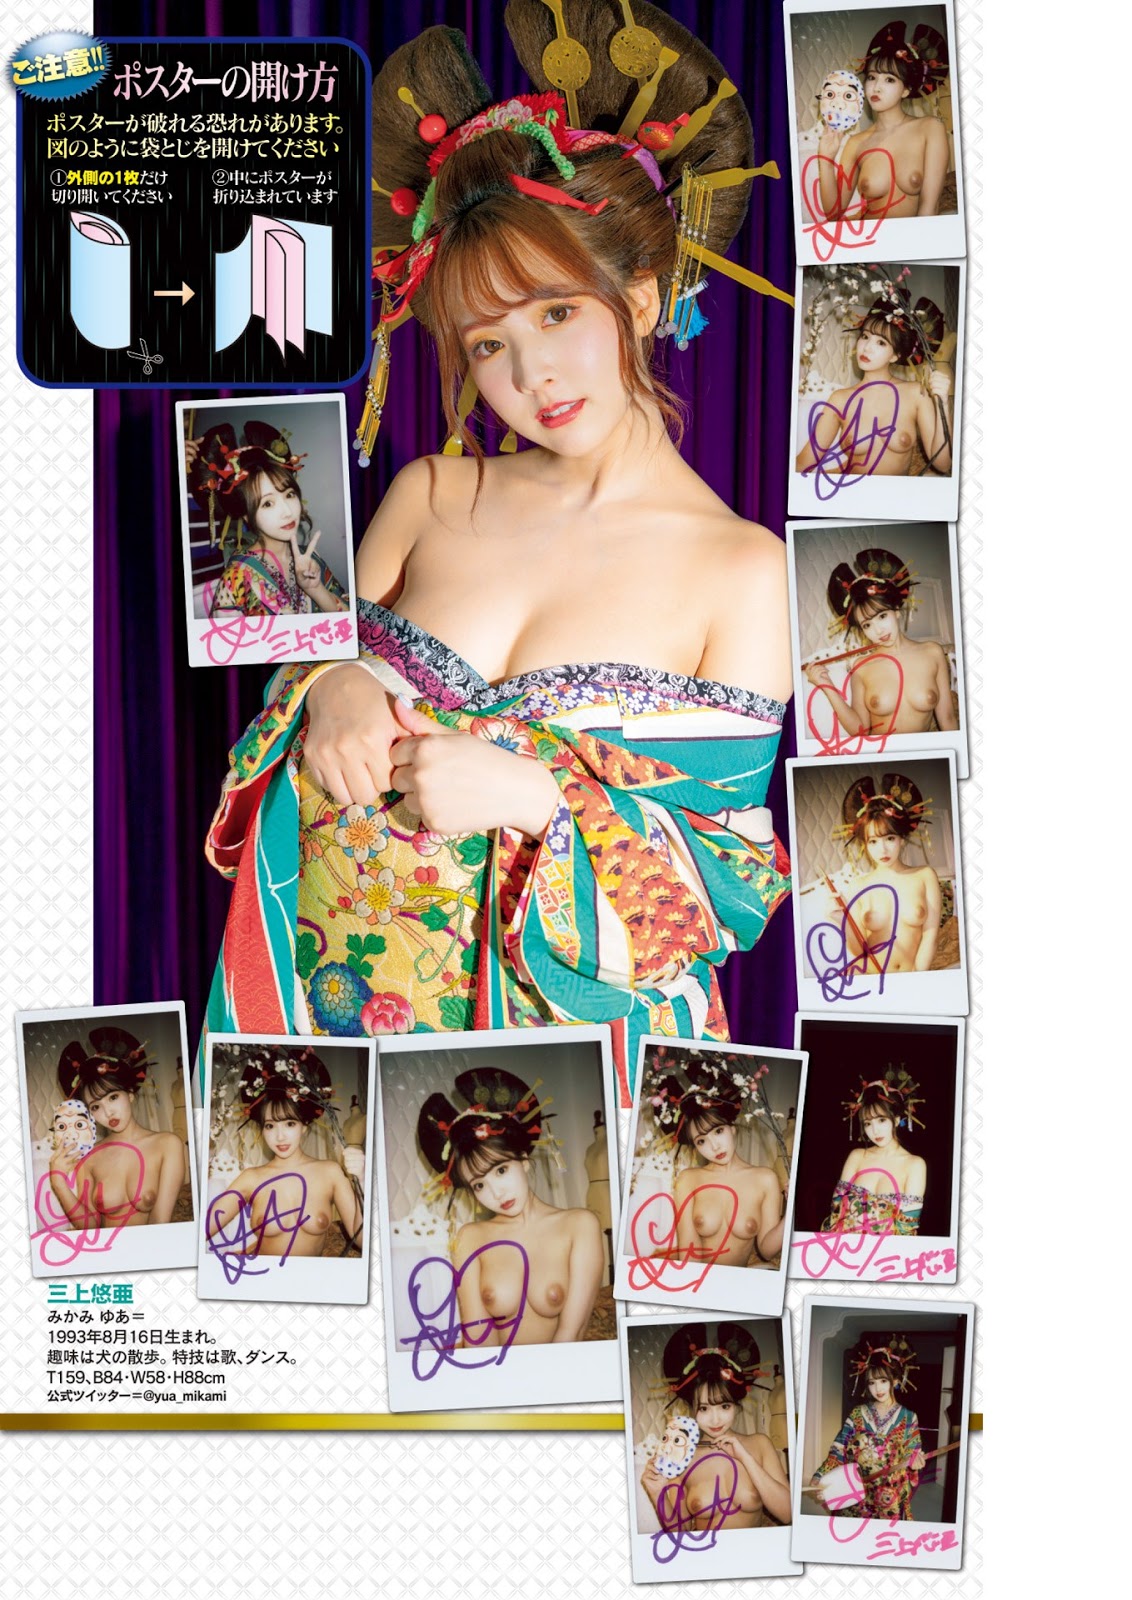 ご注意!!
ポスターの開け方
ポスターが破れる恐れがあります。
図のように袋とじを開けてください
①外側の1枚だけ
切り開いてください
②中にポスターが
折り込まれています
三上悠亜
三上悠亜
三上悠亜
三上悠亜
みかみ ゆあ＝
1993年8月16日生まれ。
趣味は犬の散歩。特技は歌、ダンス。
T159、B84・W58・H88cm
公式ツイッター＝@yua_mikami